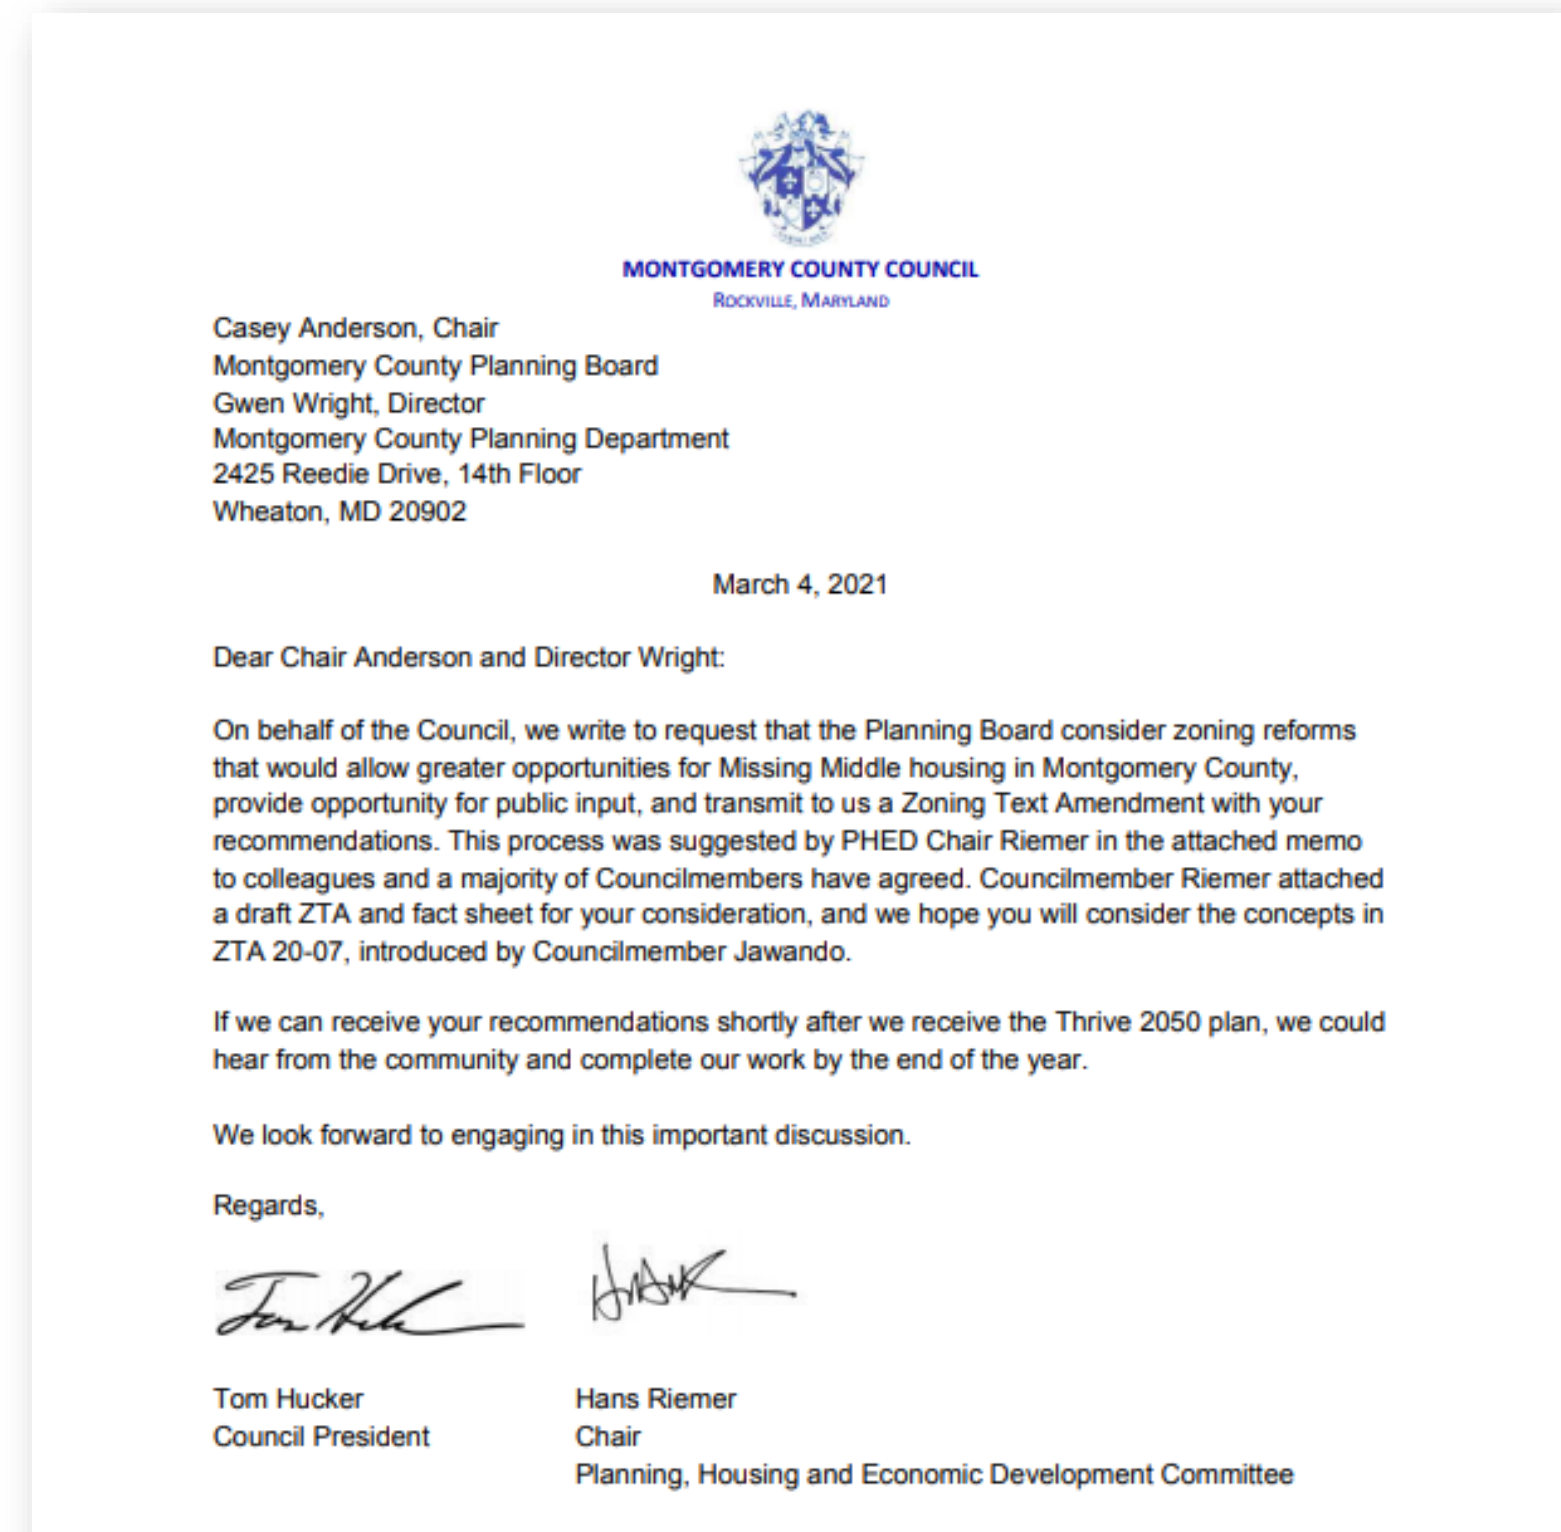 MONTGOMERY COUNTY COUNCIL
ROCKVILLE, MARYLAND
Casey Anderson, Chair
Montgomery County Planning Board
Gwen Wright, Director
Montgomery County Planning Department
2425 Reedie Drive, 14th Floor
Wheaton, MD 20902
March 4, 2021
Dear Chair Anderson and Director Wright:
On behalf of the Council, we write to request that the Planning Board consider zoning reforms
that would allow greater opportunities for Missing Middle housing in Montgomery County,
provide opportunity for public input, and transmit to us a Zoning Text Amendment with your
recommendations. This process was suggested by PHED Chair Riemer in the attached memo
to colleagues and a majority of Councilmembers have agreed. Councilmember Riemer attached
a draft ZTA and fact sheet for your consideration, and we hope you will consider the concepts in
ZTA 20-07, introduced by Councilmember Jawando.
If we can receive your recommendations shortly after we receive the Thrive 2050 plan, we could
hear from the community and complete our work by the end of the year.
We look forward to engaging in this important discussion.
Regards,
Tom Hucker
Council President
Hans Riemer
Chair
Planning, Housing and Economic Development Committee